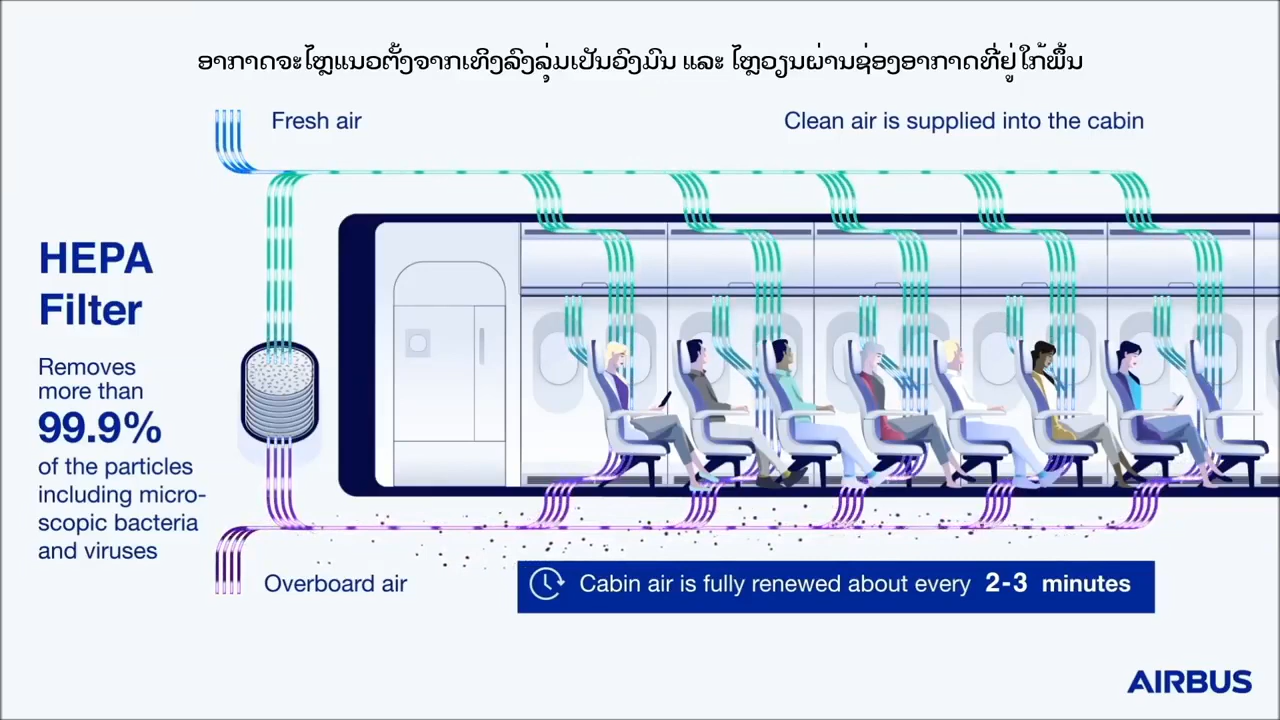 ອາກາດຈະໄຫຼແນວຕັ້ງຈາກເທິງລົງລຸ່ມເປັນວົງມົນ ແລະ ໄຫຼວຽນຜ່ານຊ່ອງອາກາດທີ່ຢູ່ໃກ້ພື້ນ
Fresh air
Clean air is supplied into the cabin
HEPA
Filter
Removes
more than
99.9%
of the particles
including micro-
scopic bacteria
and viruses
Overboard air
Cabin air is fully renewed about every 2-3 minutes
AIRBUS